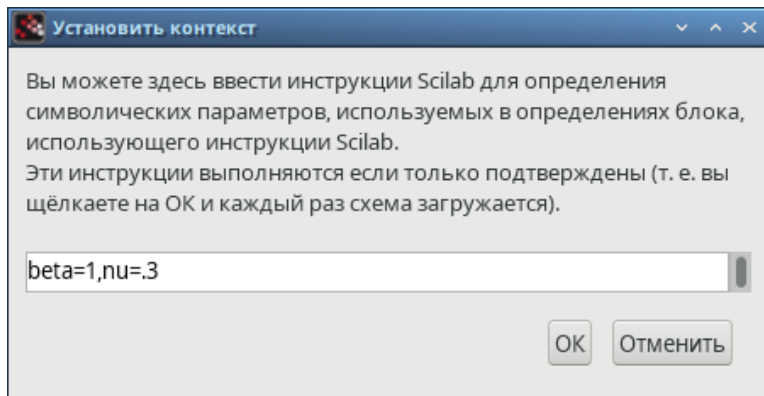 Установить контекст
Вы можете здесь ввести инструкции Scilab для определения
символических параметров, используемых в определениях блока,
использующего инструкции Scilab.
Эти инструкции выполняются если только подтверждены (т. е. вы
щёлкаете на ОК и каждый раз схема загружается).
beta=1,nu=.3
ОК Отменить